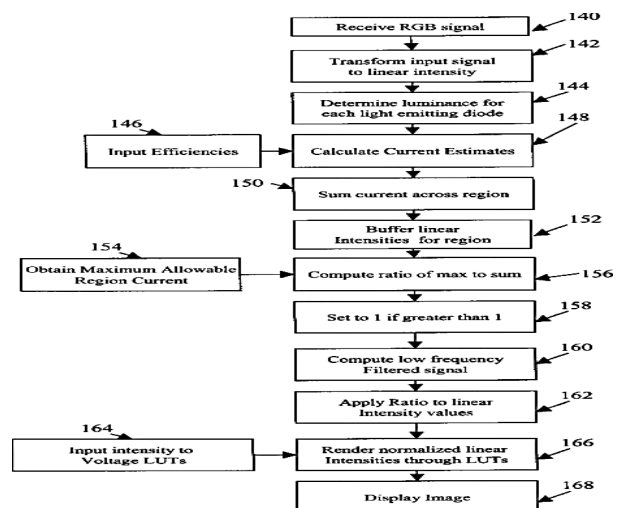 Receive RGB signal
140
Transform input signal
to linear intensity
142
Determine luminance for
each light emitting diode
144
146
Input Efficiencies
Calculate Current Estimates
148
150
Sum current across region
Buffer linear
Intensities for region
152
154
Obtain Maximum Allowable
Region Current
Compute ratio of max to sum
156
Set to 1 if greater than 1
158
Compute low frequency
Filtered signal
160
Apply Ratio to linear
Intensity values
162
164
Input intensity to
Voltage LUTs
Render normalized linear
Intensities through LUTs
166
Display Image
168